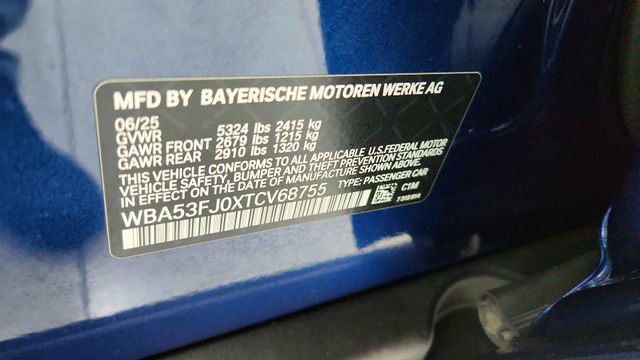 MFD BY BAYERISCHE MOTOREN WERKE AG
06/25
GVWR 5324 lbs 2415 kg
GAWR FRONT 2679 lbs 1215 kg
GAWR REAR 2910 lbs 1320 kg
THIS VEHICLE CONFORMS TO ALL APPLICABLE U.S.FEDERAL MOTOR
VEHICLE SAFETY, BUMPER AND THEFT PREVENTION STANDARDS
IN EFFECT ON THE DATE OF MANUFACTURE SHOWN ABOVE.
WBA53FJ0XTCV68755 TYPE: PASSENGER CAR
C1M